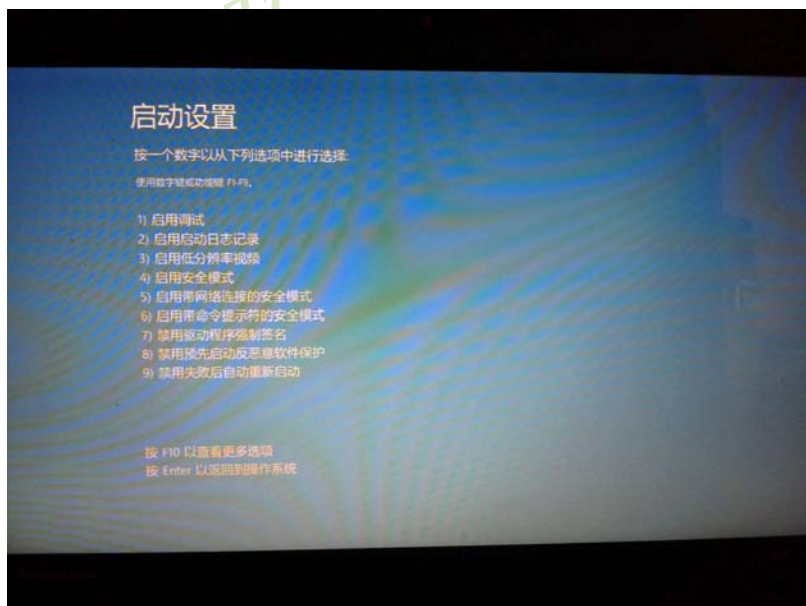 启动设置
按一个数字以从下列选项中进行选择:
使用数字键或功能键 F1-F9。
1) 启用调试
2) 启用启动日志记录
3) 启用低分辨率视频
4) 启用安全模式
5) 启用带网络连接的安全模式
6) 启用带命令提示符的安全模式
7) 禁用驱动程序强制签名
8) 禁用预先启动反恶意软件保护
9) 禁用失败后自动重新启动
按 F10 以查看更多选项
按 Enter 以返回到操作系统